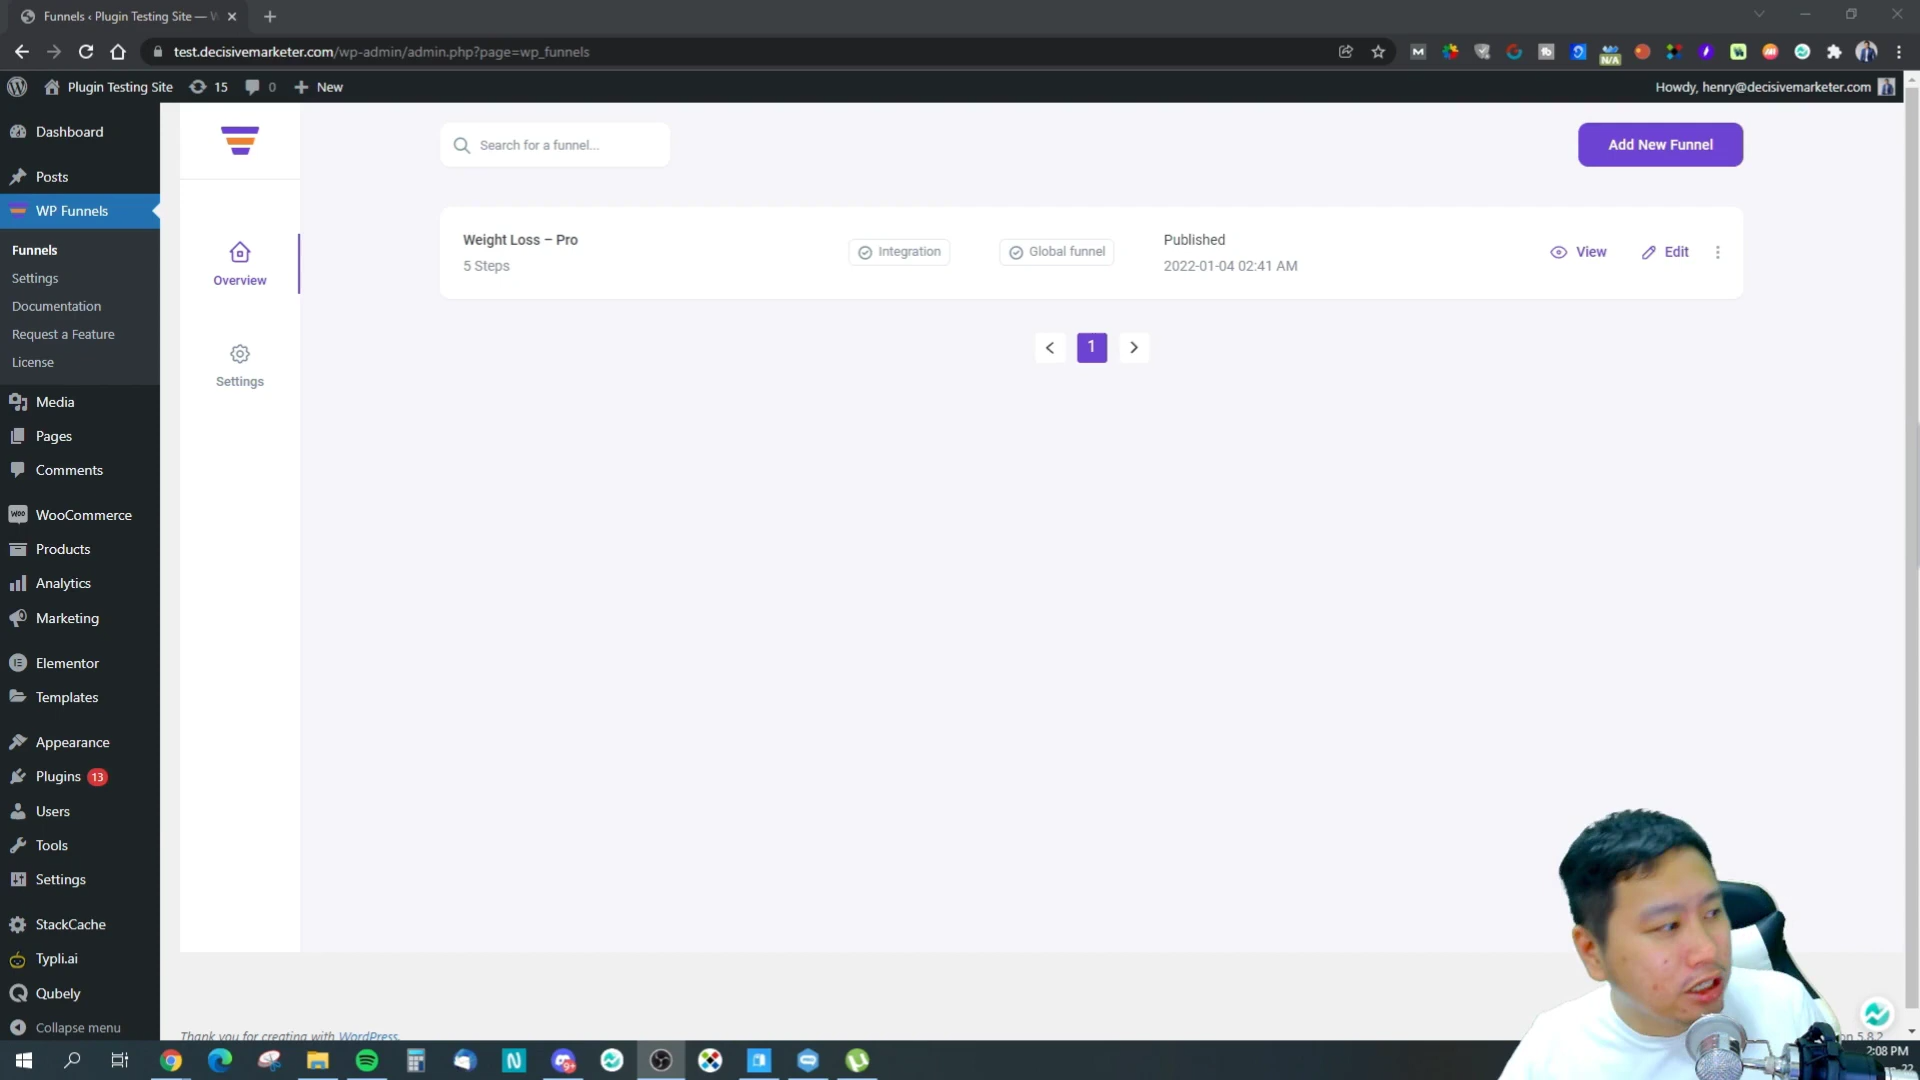 Funnels ‹ Plugin Testing Site — W
test.decisivemarketer.com/wp-admin/admin.php?page=wp_funnels
N/A
Plugin Testing Site
15
0
New
Howdy, henry@decisivemarketer.com
Dashboard
Posts
WP Funnels
Funnels
Settings
Documentation
Request a Feature
License
Media
Pages
Comments
WooCommerce
Products
Analytics
Marketing
Elementor
Templates
Appearance
Plugins 13
Users
Tools
Settings
StackCache
Typli.ai
Qubely
Collapse menu
Overview
Settings
Search for a funnel...
Add New Funnel
Weight Loss – Pro
5 Steps
Integration
Global funnel
Published
2022-01-04 02:41 AM
View
Edit
1
Thank you for creating with WordPress.
5.8.2
2:08 PM